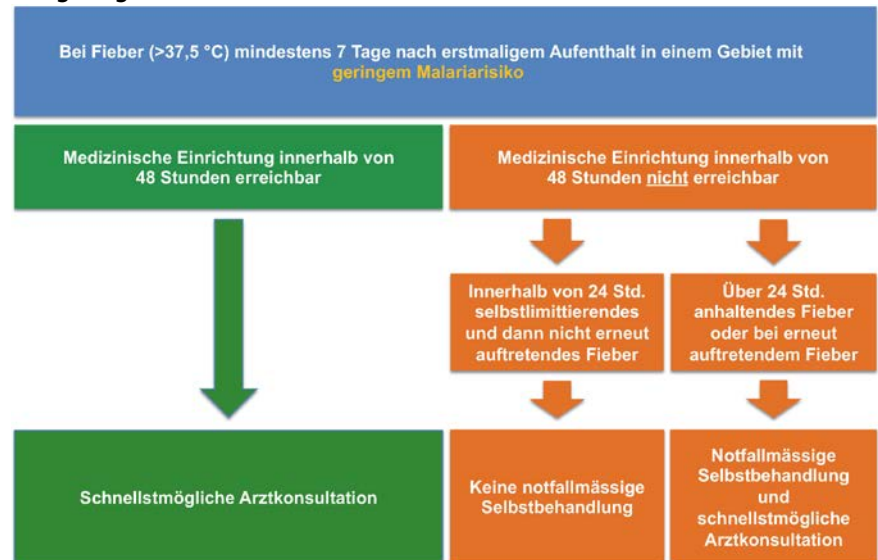 Bei Fieber (>37,5 °C) mindestens 7 Tage nach erstmaligem Aufenthalt in einem Gebiet mit
geringem Malariarisiko
Medizinische Einrichtung innerhalb von
48 Stunden erreichbar
Medizinische Einrichtung innerhalb von
48 Stunden nicht erreichbar
Innerhalb von 24 Std.
selbstlimittierendes
und dann nicht erneut
auftretendes Fieber
Über 24 Std.
anhaltendes Fieber
oder bei erneut
auftretendem Fieber
Schnellstmögliche Arztkonsultation
Keine notfallmässige
Selbstbehandlung
Notfallmässige
Selbstbehandlung
und
schnellstmögliche
Arztkonsultation